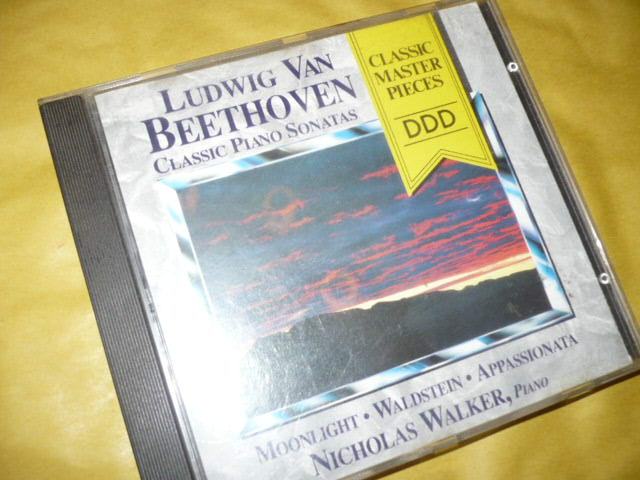 LUDWIG VAN
BEETHOVEN
CLASSIC PIANO SONATAS
CLASSIC
MASTER
PIECES
DDD
MOONLIGHT • WALDSTEIN • APPASSIONATA
NICHOLAS WALKER, PIANO